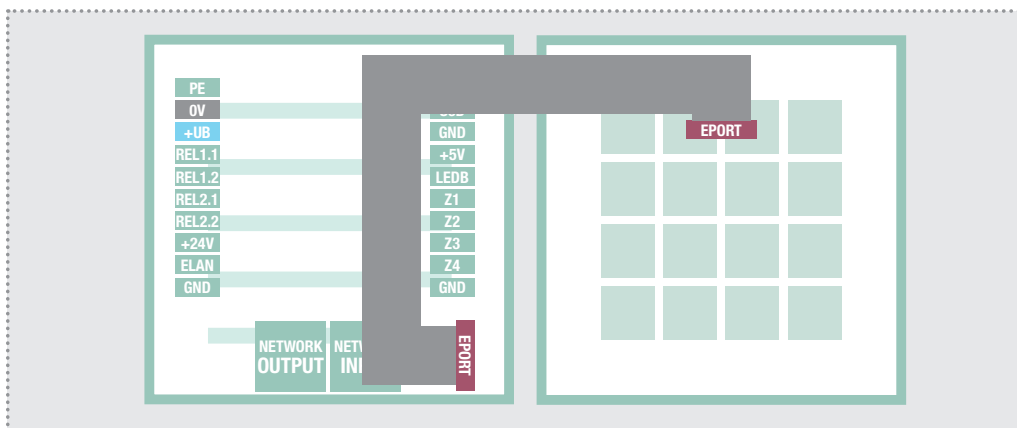 PE
0V
+UB
REL1.1
REL1.2
REL2.1
REL2.2
+24V
ELAN
GND
GND
+5V
LEDB
Z1
Z2
Z3
Z4
GND
NETWORK
OUTPUT
EPORT
EPORT